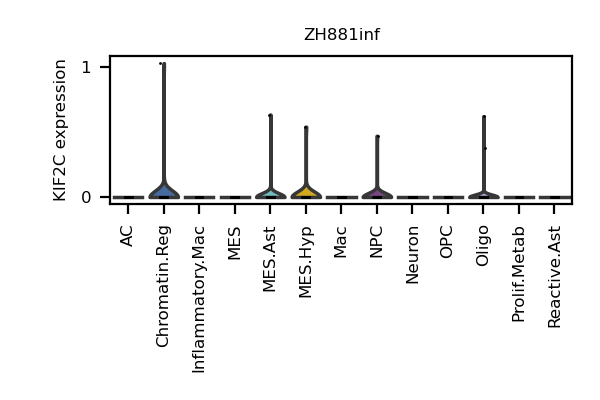 ZH881inf
KIF2C expression
1
0
AC
Chromatin.Reg
Inflammatory.Mac
MES
MES.Ast
MES.Hyp
Mac
NPC
Neuron
OPC
Oligo
Prolif.Metab
Reactive.Ast